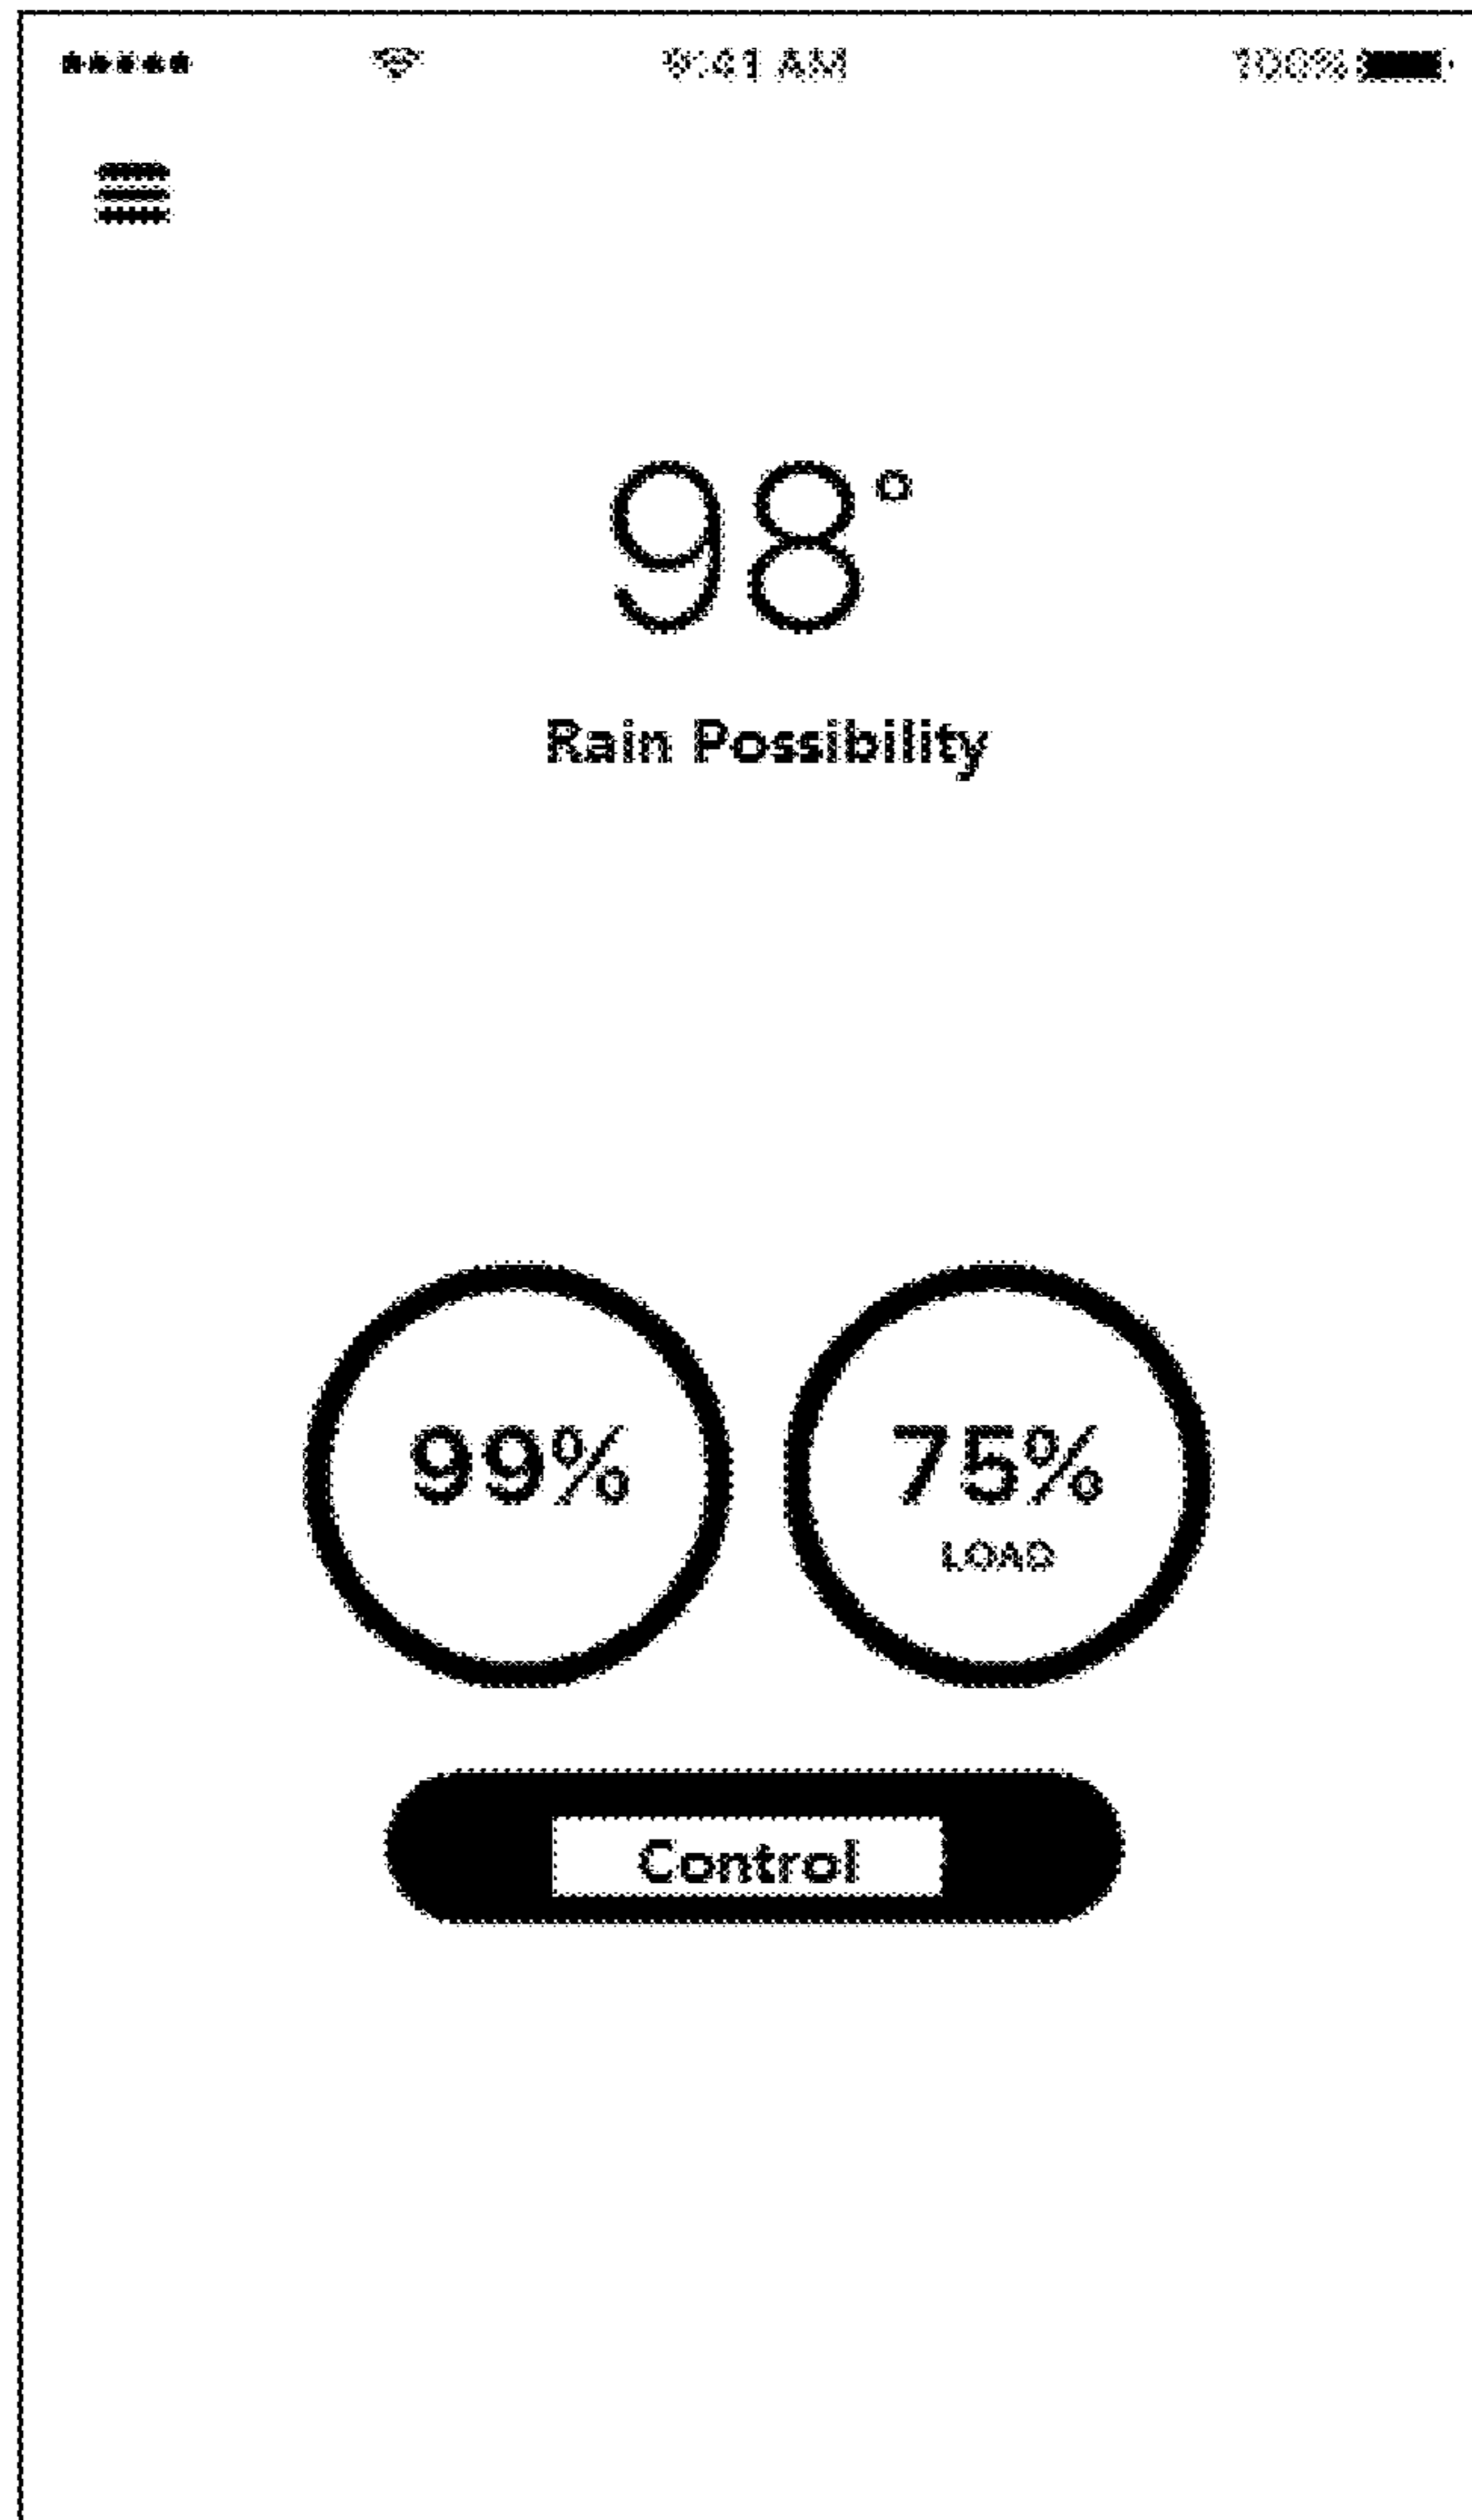 9:41 AM 100%
98°
Rain Possibility
99% 75%
LOAD
Control